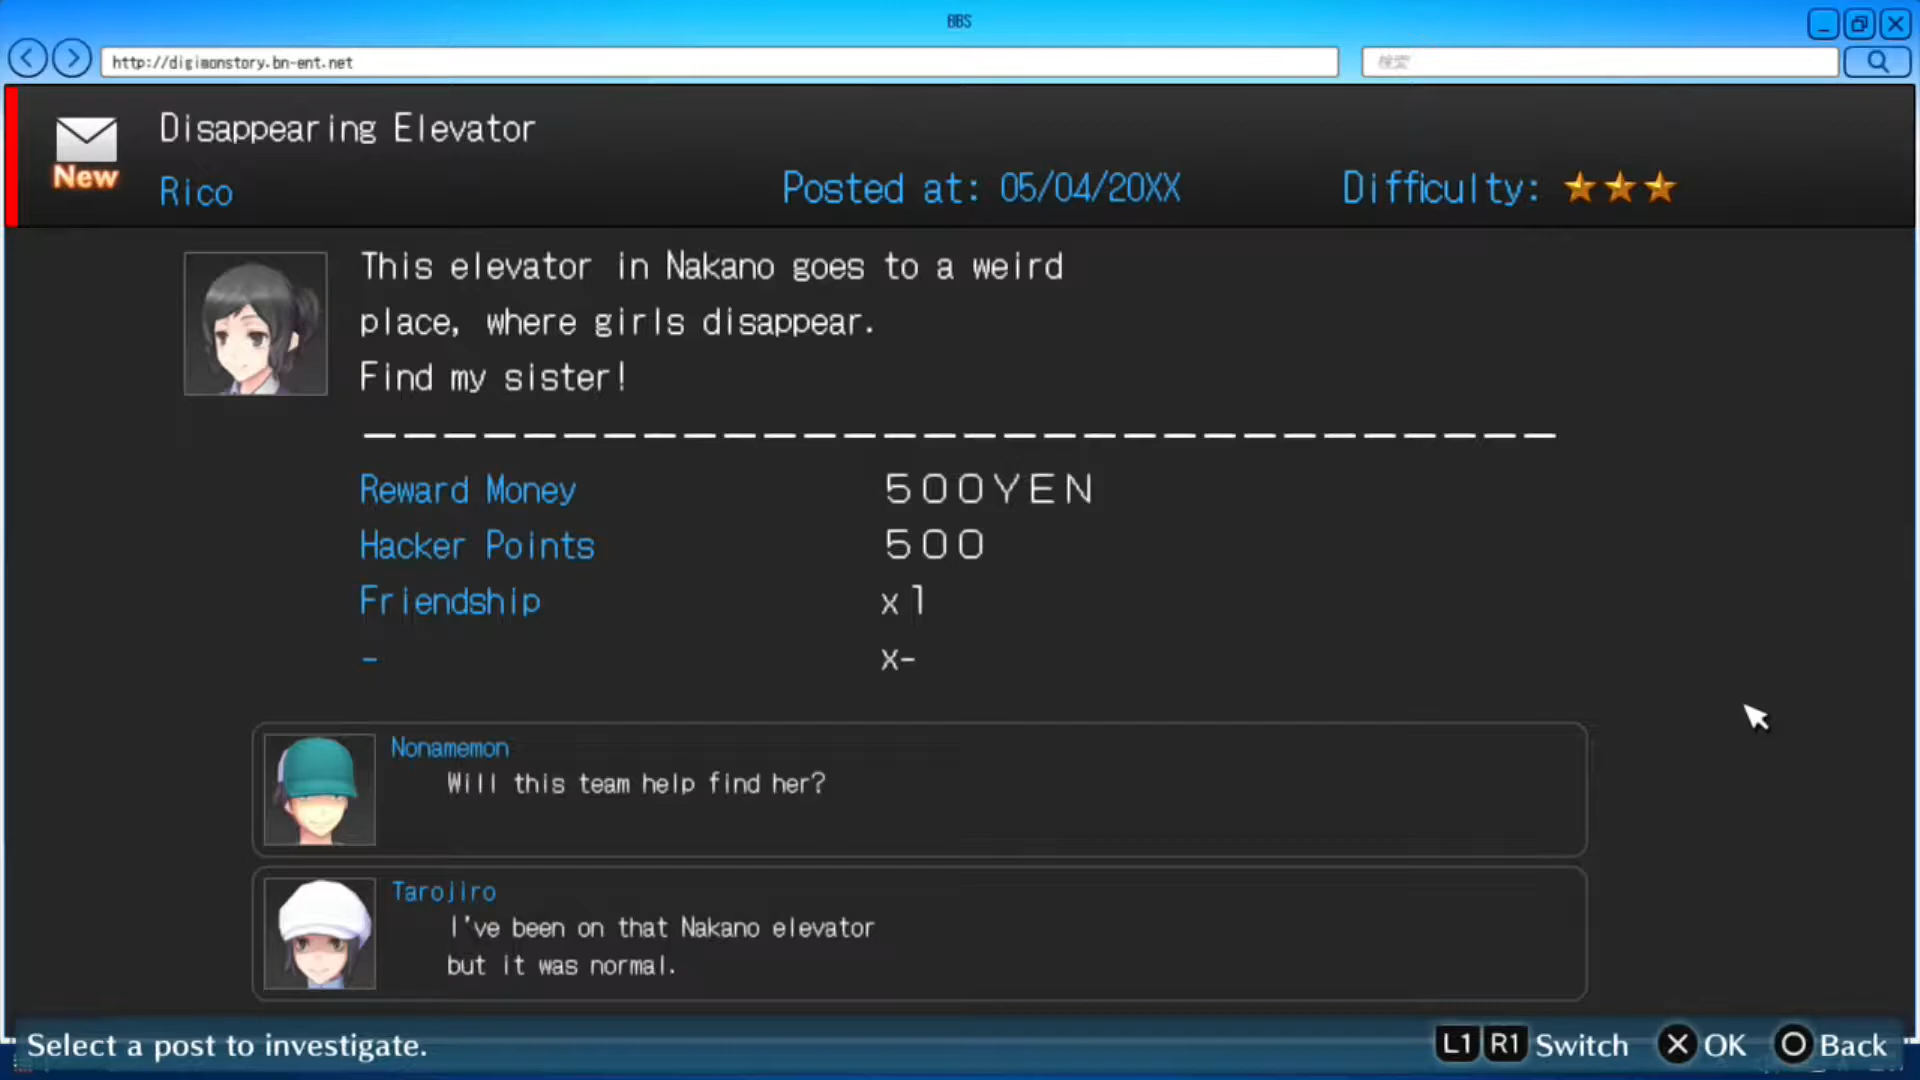 BBS
http://digimonstory.bn-ent.net
検索
Disappearing Elevator
New
Rico
Posted at: 05/04/20XX
Difficulty: ★★★
This elevator in Nakano goes to a weird
place, where girls disappear.
Find my sister!
Reward Money 500YEN
Hacker Points 500
Friendship x1
- x-
Nonamemon
Will this team help find her?
Tarojiro
I've been on that Nakano elevator
but it was normal.
Select a post to investigate.
L1 R1 Switch X OK O Back